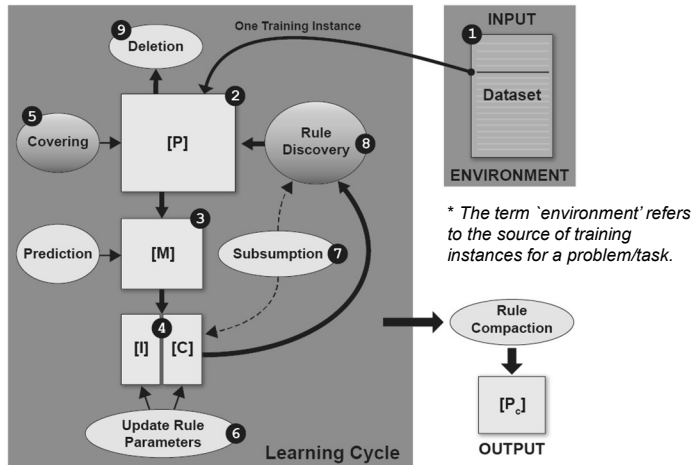 INPUT
One Training Instance
1
9
Deletion
Dataset
2
5
Covering
[P]
Rule
Discovery
8
ENVIRONMENT
* The term `environment’ refers
to the source of training
instances for a problem/task.
3
Prediction
[M]
Subsumption
7
4
[I]
[C]
Rule
Compaction
[Pc]
Update Rule
Parameters
6
Learning Cycle
OUTPUT